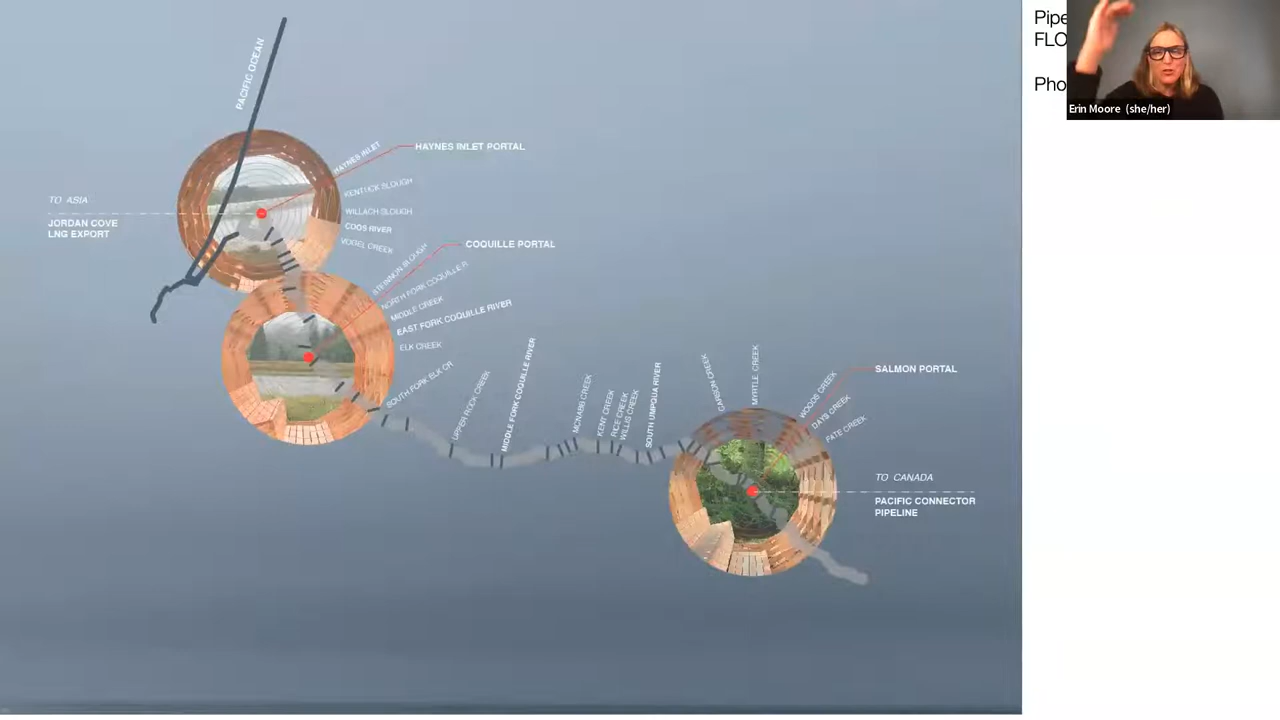 PACIFIC OCEAN
HAYNES INLET
HAYNES INLET PORTAL
KENTUCK SLOUGH
TO ASIA
WILLACH SLOUGH
JORDAN COVE
LNG EXPORT
COOS RIVER
VOGEL CREEK
COQUILLE PORTAL
STEINNON SLOUGH
NORTH FORK COQUILLE R
MIDDLE CREEK
EAST FORK COQUILLE RIVER
ELK CREEK
SOUTH FORK ELK CR
UPPER ROCK CREEK
MIDDLE FORK COQUILLE RIVER
MCNABB CREEK
KENT CREEK
RICE CREEK
WILLIS CREEK
SOUTH UMPQUA RIVER
CARSON CREEK
MYRTLE CREEK
WOODS CREEK
DAYS CREEK
FATE CREEK
SALMON PORTAL
TO CANADA
PACIFIC CONNECTOR
PIPELINE
Pipe
FLO
Pho
Erin Moore (she/her)